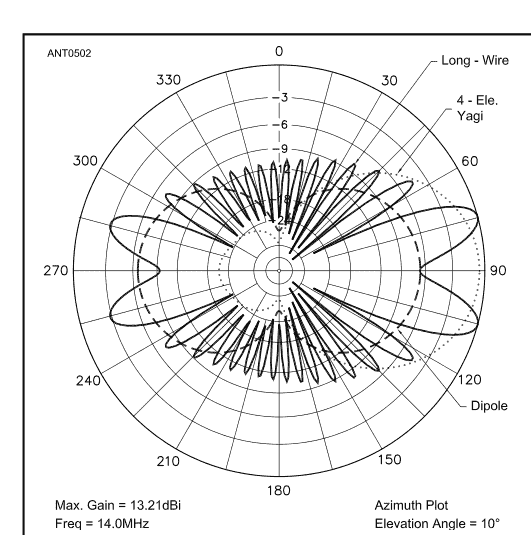 ANT0502
0
Long - Wire
330
30
4 - Ele.
Yagi
-3
-6
-9
-12
300
60
270
90
240
120
Dipole
210
150
180
Max. Gain = 13.21dBi
Azimuth Plot
Freq = 14.0MHz
Elevation Angle = 10°